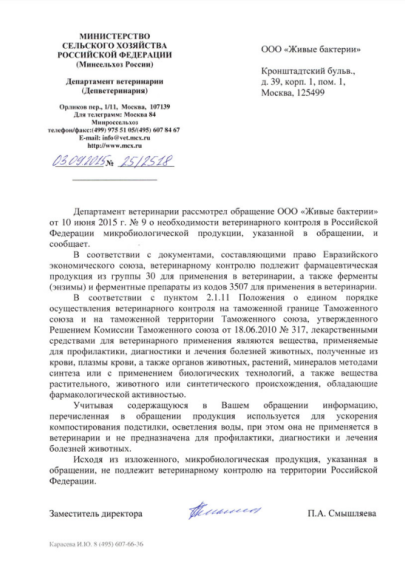 МИНИСТЕРСТВО
СЕЛЬСКОГО ХОЗЯЙСТВА
РОССИЙСКОЙ ФЕДЕРАЦИИ
(Минсельхоз России)
Департамент ветеринарии
(Депветеринария)
Орликов пер., 1/11, Москва, 107139
Для телеграмм: Москва 84
Минроссельхоз
телефон/факс:(499) 975 51 05/(495) 607 84 67
E-mail: info@vet.mcx.ru
http://www.mcx.ru
03.09.2015 № 25/2518
ООО «Живые бактерии»
Кронштадтский бульв.,
д. 39, корп. 1, пом. 1,
Москва, 125499
Департамент ветеринарии рассмотрел обращение ООО «Живые бактерии»
от 10 июня 2015 г. № 9 о необходимости ветеринарного контроля в Российской
Федерации микробиологической продукции, указанной в обращении, и
сообщает.
В соответствии с документами, составляющими право Евразийского
экономического союза, ветеринарному контролю подлежит фармацевтическая
продукция из группы 30 для применения в ветеринарии, а также ферменты
(энзимы) и ферментные препараты из кодов 3507 для применения в ветеринарии.
В соответствии с пунктом 2.1.11 Положения о едином порядке
осуществления ветеринарного контроля на таможенной границе Таможенного
союза и на таможенной территории Таможенного союза, утвержденного
Решением Комиссии Таможенного союза от 18.06.2010 № 317, лекарственными
средствами для ветеринарного применения являются вещества, применяемые
для профилактики, диагностики и лечения болезней животных, полученные из
крови, плазмы крови, а также органов животных, растений, минералов методами
синтеза или с применением биологических технологий, а также вещества
растительного, животного или синтетического происхождения, обладающие
фармакологической активностью.
Учитывая содержащуюся в Вашем обращении информацию,
перечисленная в обращении продукция используется для ускорения
компостирования подстилки, осветления воды, при этом она не применяется в
ветеринарии и не предназначена для профилактики, диагностики и лечения
болезней животных.
Исходя из изложенного, микробиологическая продукция, указанная в
обращении, не подлежит ветеринарному контролю на территории Российской
Федерации.
Заместитель директора П.А. Смышляева
Карасева И.Ю. 8 (495)-607-66-36